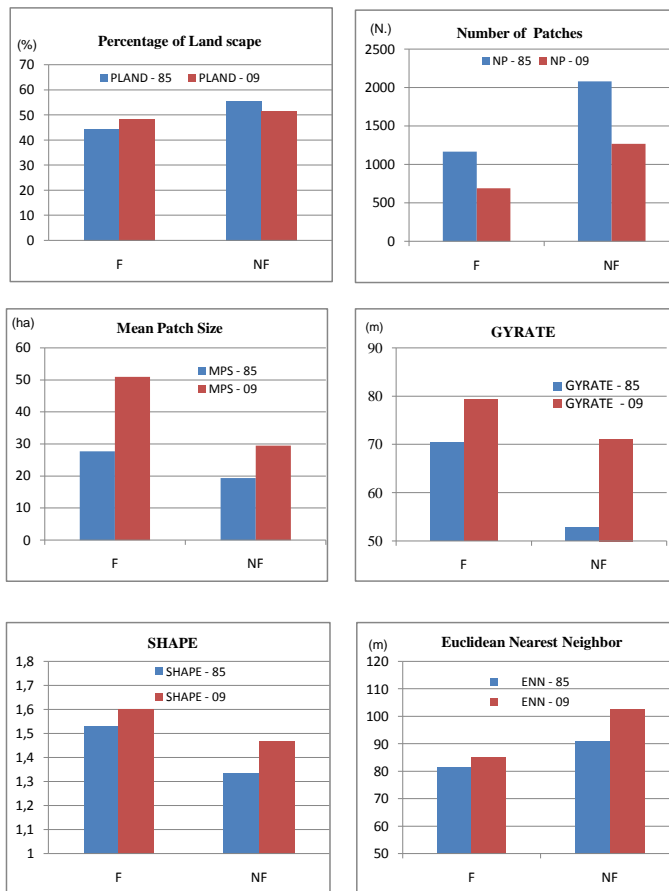 Percentage of Land scape
(%)
PLAND - 85 PLAND - 09
70
60
50
40
30
20
10
0
F NF
Number of Patches
(N.)
NP - 85 NP - 09
2500
2000
1500
1000
500
0
F NF
(ha)
Mean Patch Size
60
50
40
30
20
10
0
MPS - 85
MPS - 09
F NF
(m)
GYRATE
90
80
70
60
50
GYRATE - 85
GYRATE - 09
F NF
SHAPE
1,8
1,7
1,6
1,5
1,4
1,3
1,2
1,1
1
SHAPE - 85
SHAPE - 09
F NF
(m)
Euclidean Nearest Neighbor
120
110
100
90
80
70
60
50
ENN - 85
ENN - 09
F NF